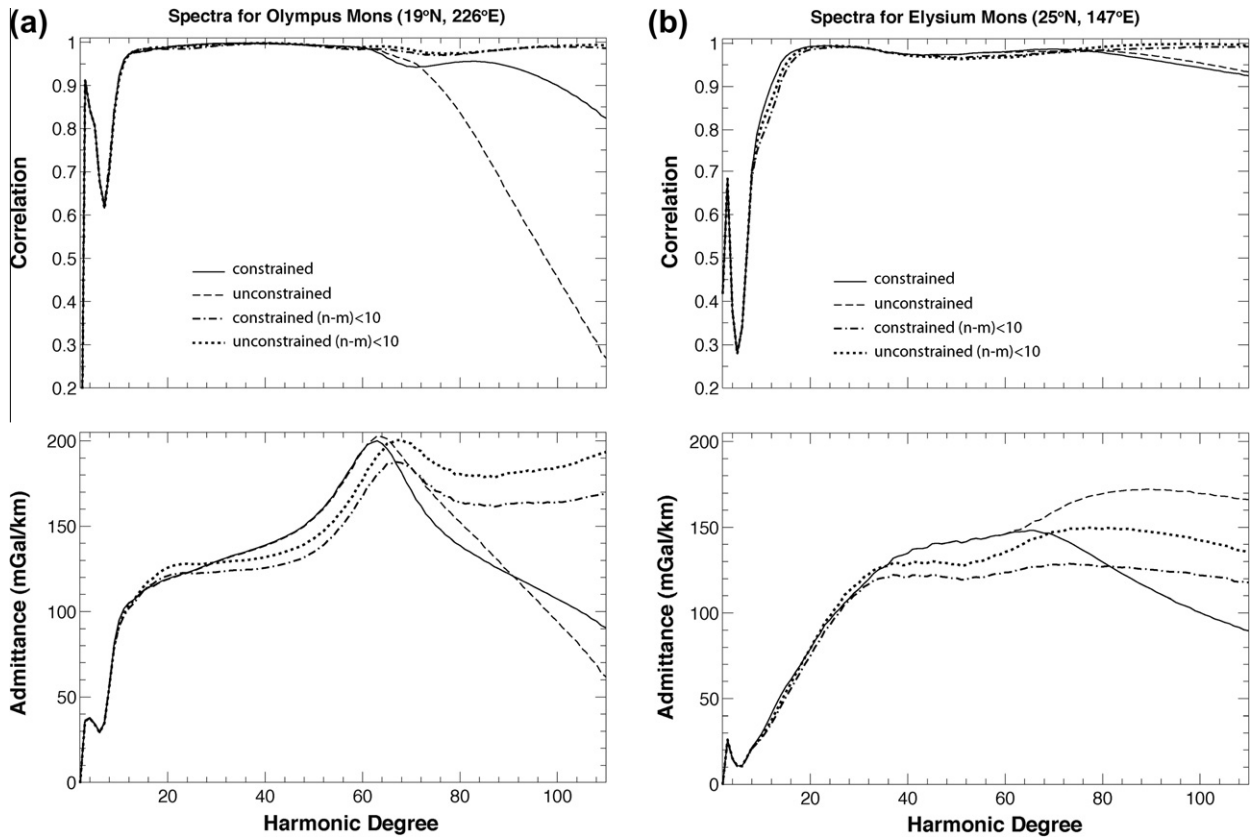 (a)
Spectra for Olympus Mons (19ºN, 226ºE)
1
0.9
0.8
0.7
0.6
0.5
0.4
0.3
0.2
Correlation
constrained
unconstrained
constrained (n-m)<10
unconstrained (n-m)<10
200
150
100
50
0
Admittance (mGal/km)
20 40 60 80 100
Harmonic Degree
(b)
Spectra for Elysium Mons (25ºN, 147ºE)
1
0.9
0.8
0.7
0.6
0.5
0.4
0.3
0.2
Correlation
constrained
unconstrained
constrained (n-m)<10
unconstrained (n-m)<10
200
150
100
50
0
Admittance (mGal/km)
20 40 60 80 100
Harmonic Degree